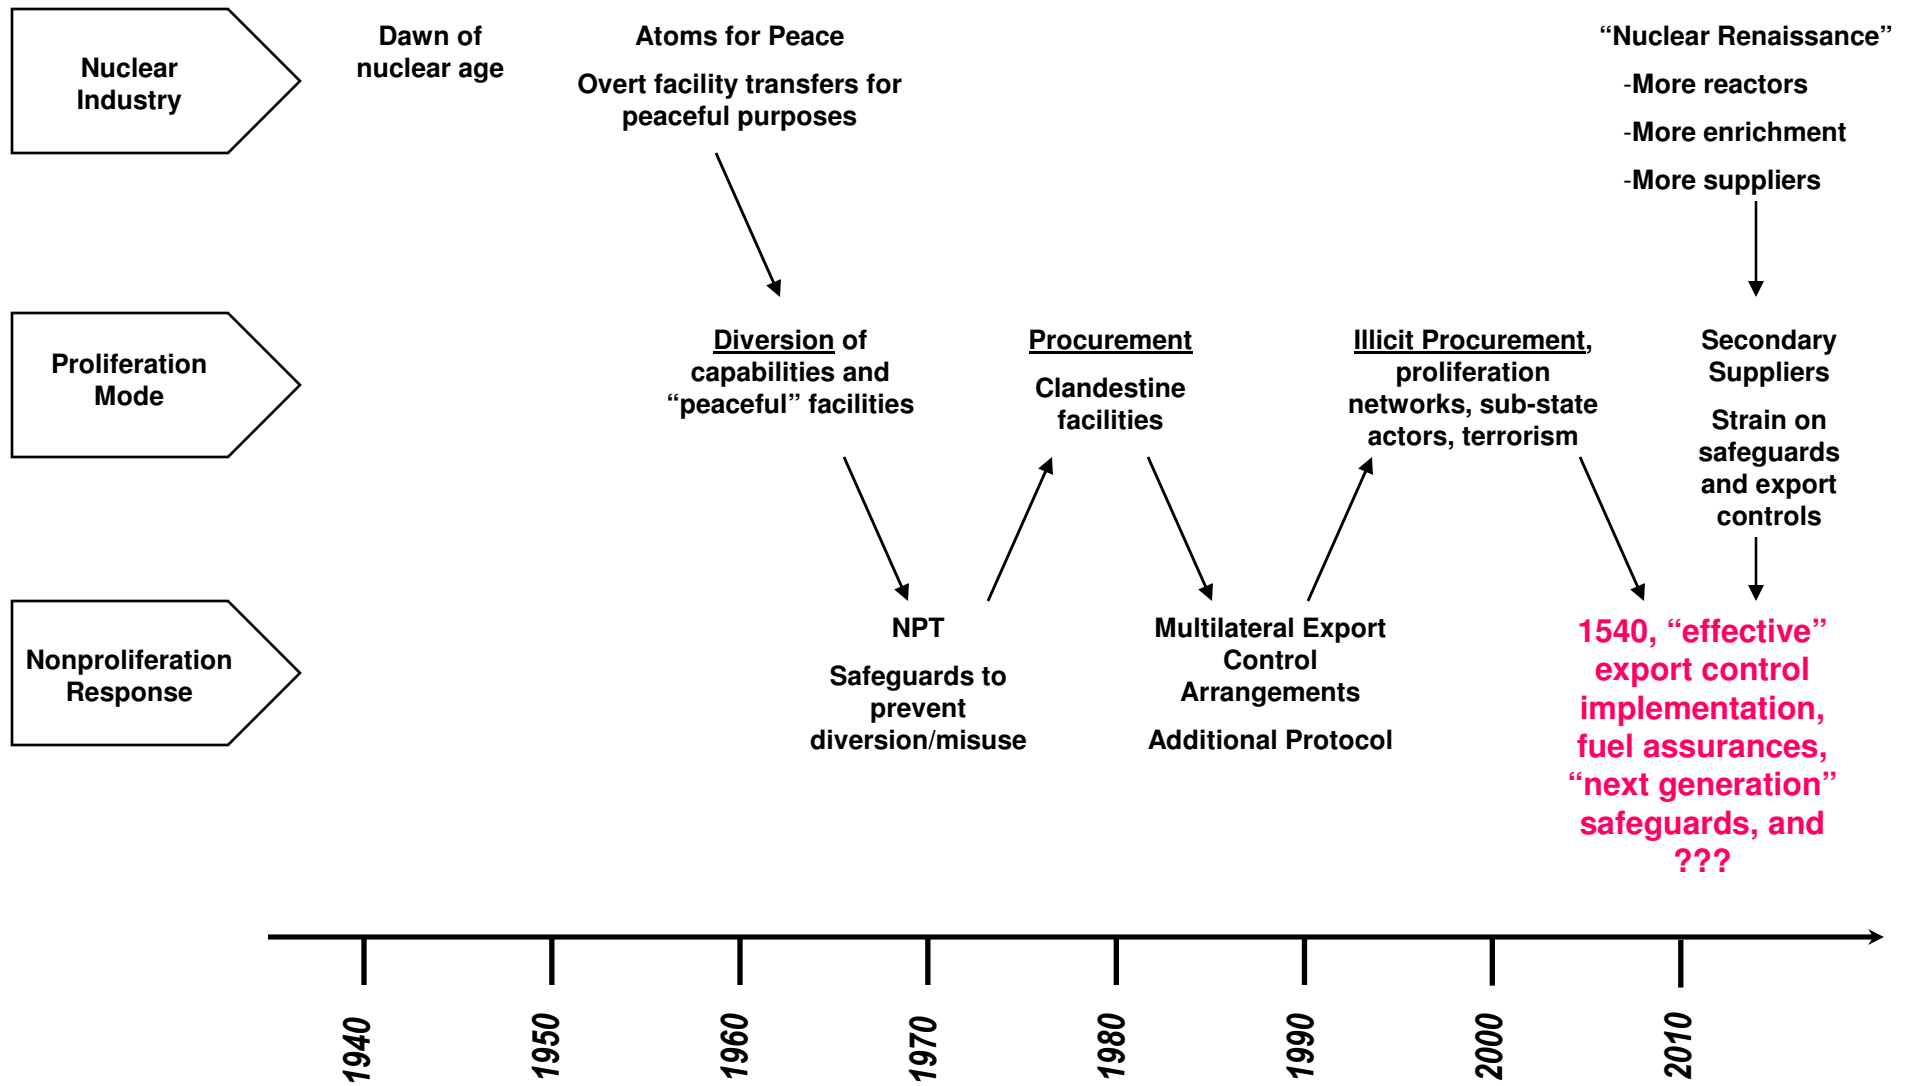 Nuclear
Industry
Dawn of
nuclear age
Atoms for Peace
Overt facility transfers for
peaceful purposes
“Nuclear Renaissance”
-More reactors
-More enrichment
-More suppliers
Proliferation
Mode
Diversion of
capabilities and
“peaceful” facilities
Procurement
Clandestine
facilities
Illicit Procurement,
proliferation
networks, sub-state
actors, terrorism
Secondary
Suppliers
Strain on
safeguards
and export
controls
Nonproliferation
Response
NPT
Safeguards to
prevent
diversion/misuse
Multilateral Export
Control
Arrangements
Additional Protocol
1540, “effective”
export control
implementation,
fuel assurances,
“next generation”
safeguards, and
???
1940
1950
1960
1970
1980
1990
2000
2010